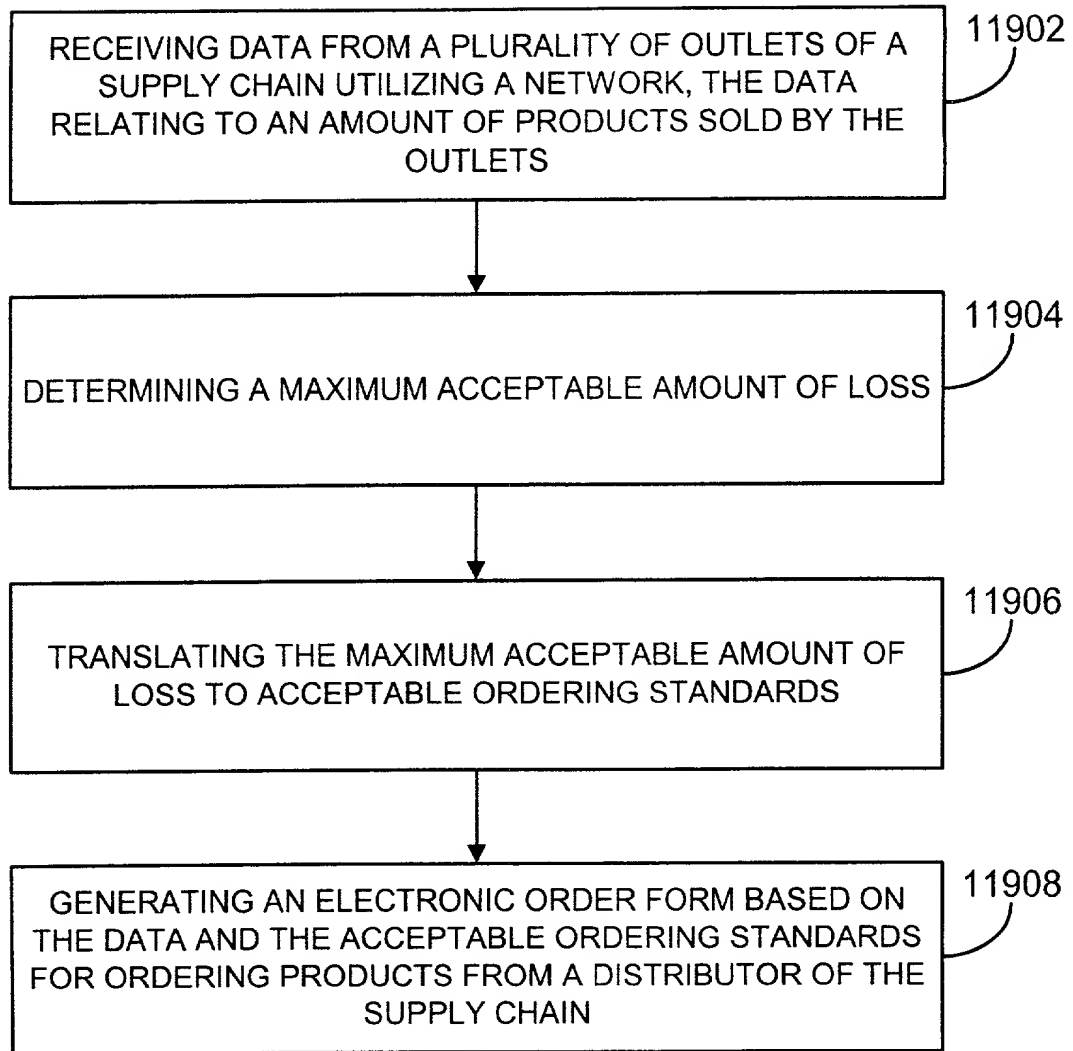 RECEIVING DATA FROM A PLURALITY OF OUTLETS OF A
SUPPLY CHAIN UTILIZING A NETWORK, THE DATA
RELATING TO AN AMOUNT OF PRODUCTS SOLD BY THE
OUTLETS
11902
DETERMINING A MAXIMUM ACCEPTABLE AMOUNT OF LOSS
11904
TRANSLATING THE MAXIMUM ACCEPTABLE AMOUNT OF
LOSS TO ACCEPTABLE ORDERING STANDARDS
11906
GENERATING AN ELECTRONIC ORDER FORM BASED ON
THE DATA AND THE ACCEPTABLE ORDERING STANDARDS
FOR ORDERING PRODUCTS FROM A DISTRIBUTOR OF THE
SUPPLY CHAIN
11908